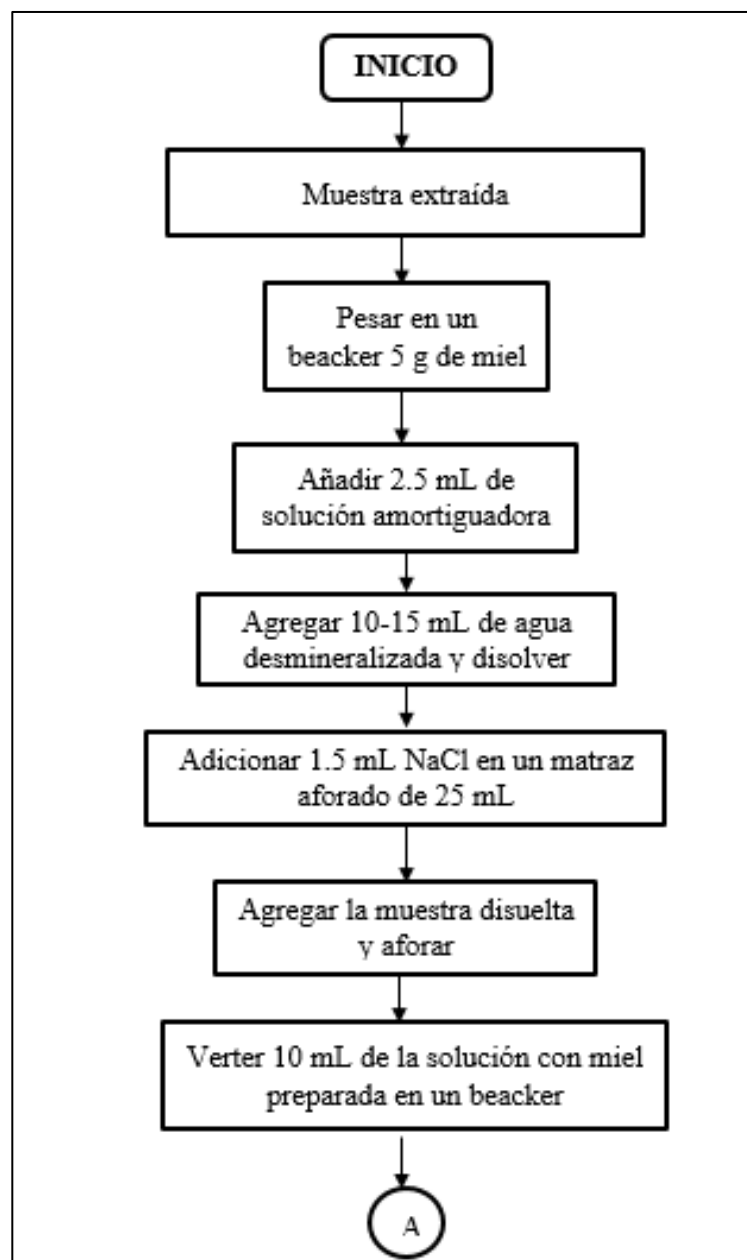 INICIO
Muestra extraída
Pesar en un
beacker 5 g de miel
Añadir 2.5 mL de
solución amortiguadora
Agregar 10-15 mL de agua
desmineralizada y disolver
Adicionar 1.5 mL NaCl en un matraz
aforado de 25 mL
Agregar la muestra disuelta
y aforar
Verter 10 mL de la solución con miel
preparada en un beacker
A